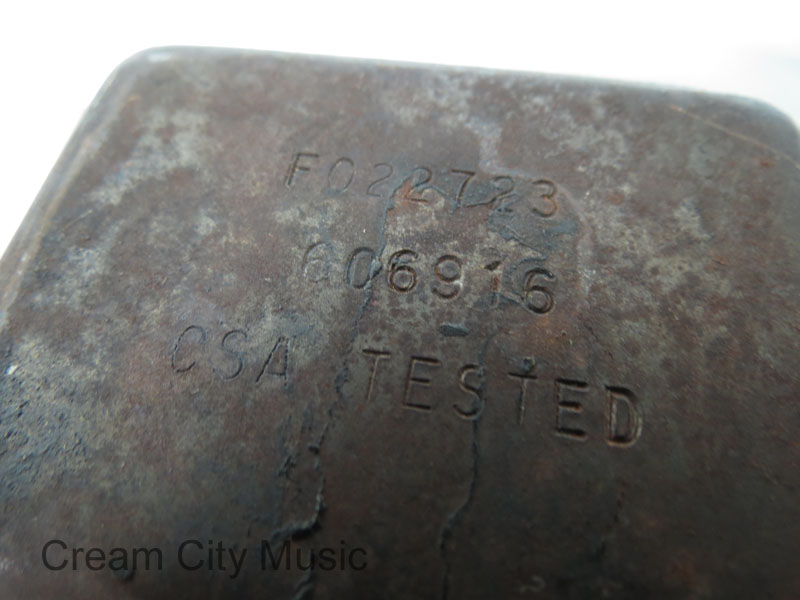 F022723
606916
CSA TESTED
Cream City Music